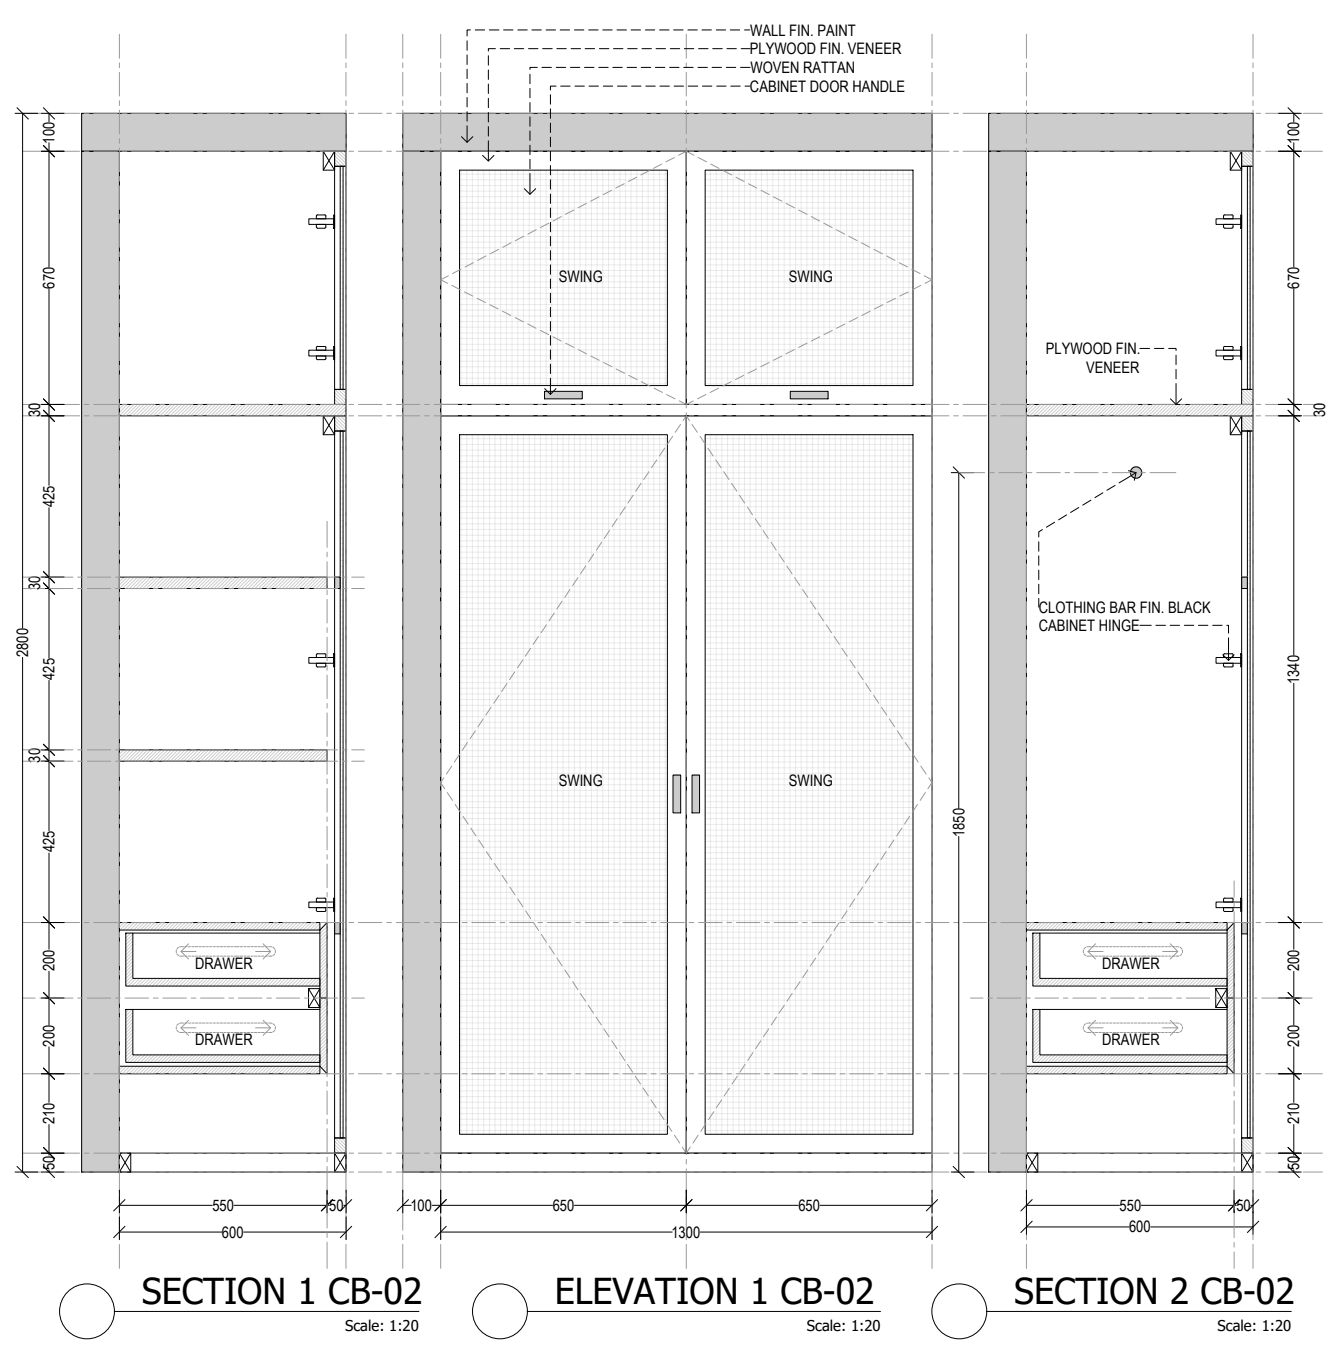 WALL FIN. PAINT
PLYWOOD FIN. VENEER
WOVEN RATTAN
CABINET DOOR HANDLE
100
670
30
425
30
425
30
425
200
200
210
50
2800
DRAWER
DRAWER
550
50
600
SECTION 1 CB-02
Scale: 1:20
SWING
SWING
SWING
SWING
100
650
650
1300
ELEVATION 1 CB-02
Scale: 1:20
PLYWOOD FIN.
VENEER
CLOTHING BAR FIN. BLACK
CABINET HINGE
1850
DRAWER
DRAWER
100
670
30
1340
200
200
210
50
550
50
600
SECTION 2 CB-02
Scale: 1:20